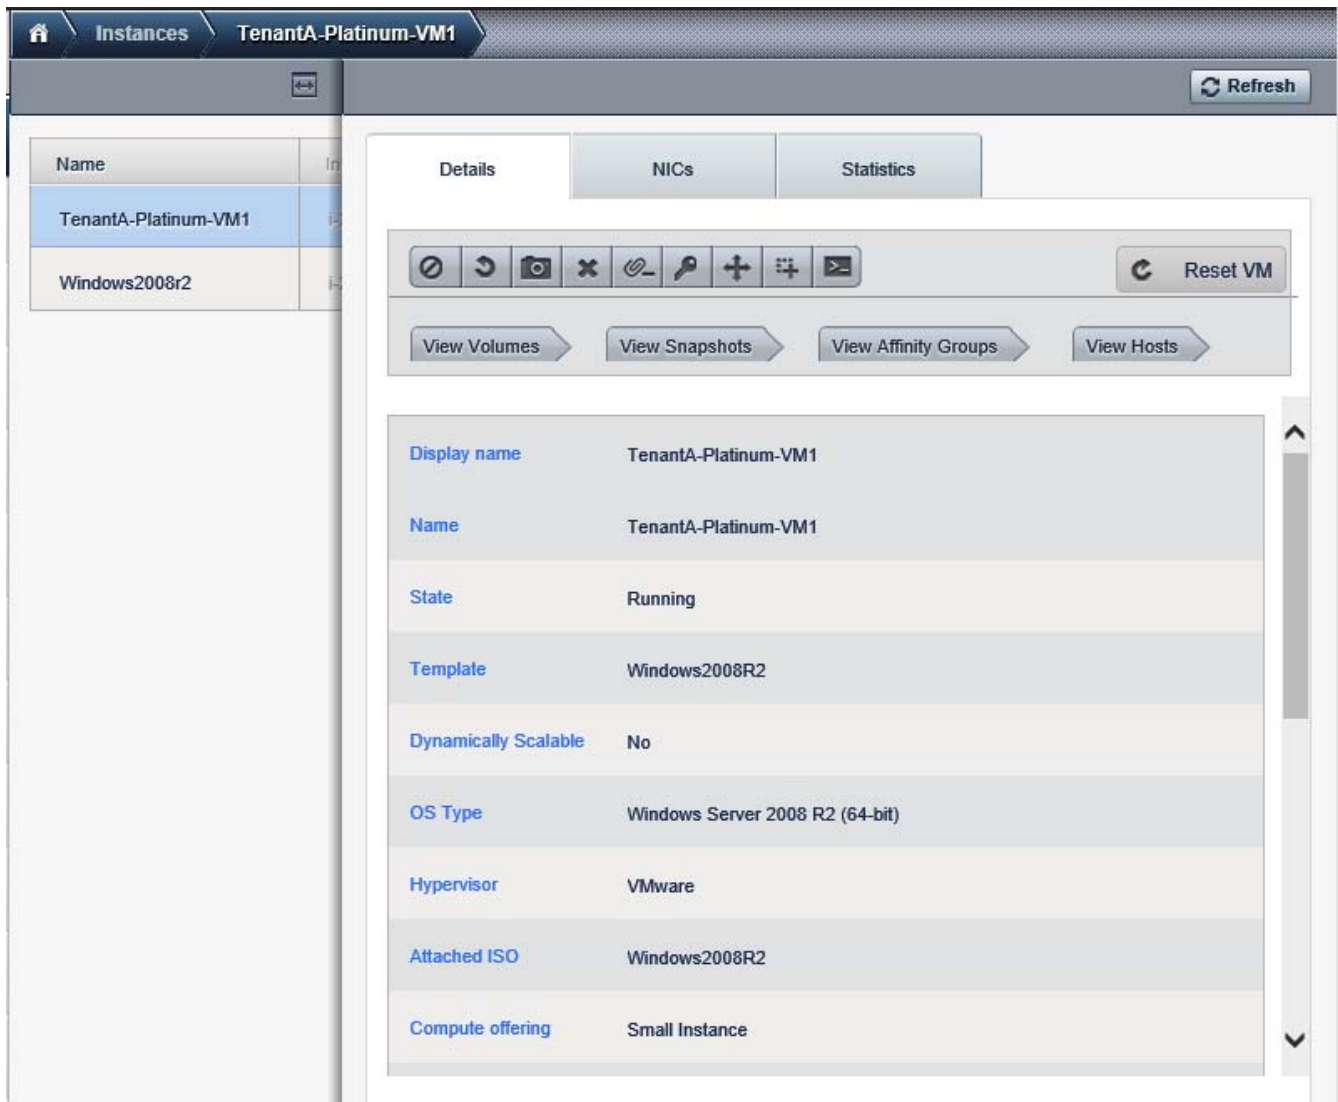 Instances TenantA-Platinum-VM1
Refresh
Name
TenantA-Platinum-VM1
Windows2008r2
Details NICs Statistics
Reset VM
View Volumes View Snapshots View Affinity Groups View Hosts
Display name TenantA-Platinum-VM1
Name TenantA-Platinum-VM1
State Running
Template Windows2008R2
Dynamically Scalable No
OS Type Windows Server 2008 R2 (64-bit)
Hypervisor VMware
Attached ISO Windows2008R2
Compute offering Small Instance